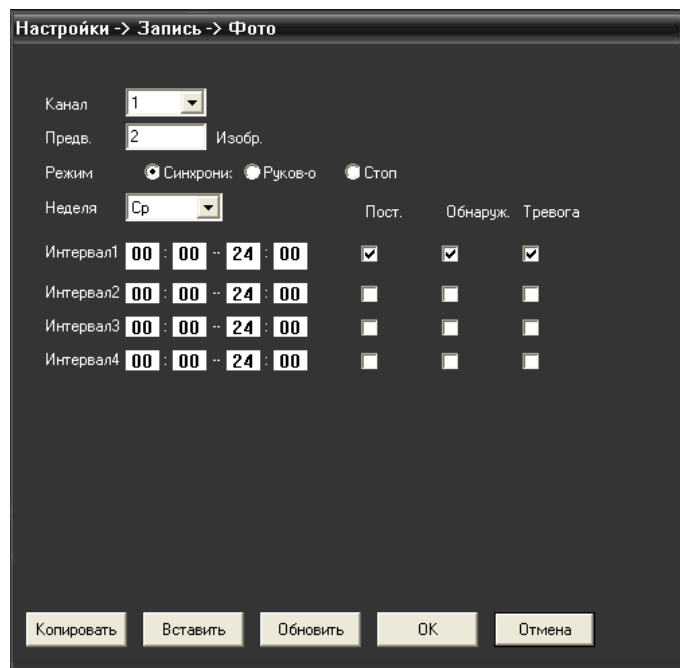 Настройки -> Запись -> Фото
Канал 1
Предв. 2 Изобр.
Режим Синхрони: Руков-о Стоп
Неделя Ср Пост. Обнаруж. Тревога
Интервал1 00 : 00 - 24 : 00
Интервал2 00 : 00 - 24 : 00
Интервал3 00 : 00 - 24 : 00
Интервал4 00 : 00 - 24 : 00
Копировать Вставить Обновить OK Отмена